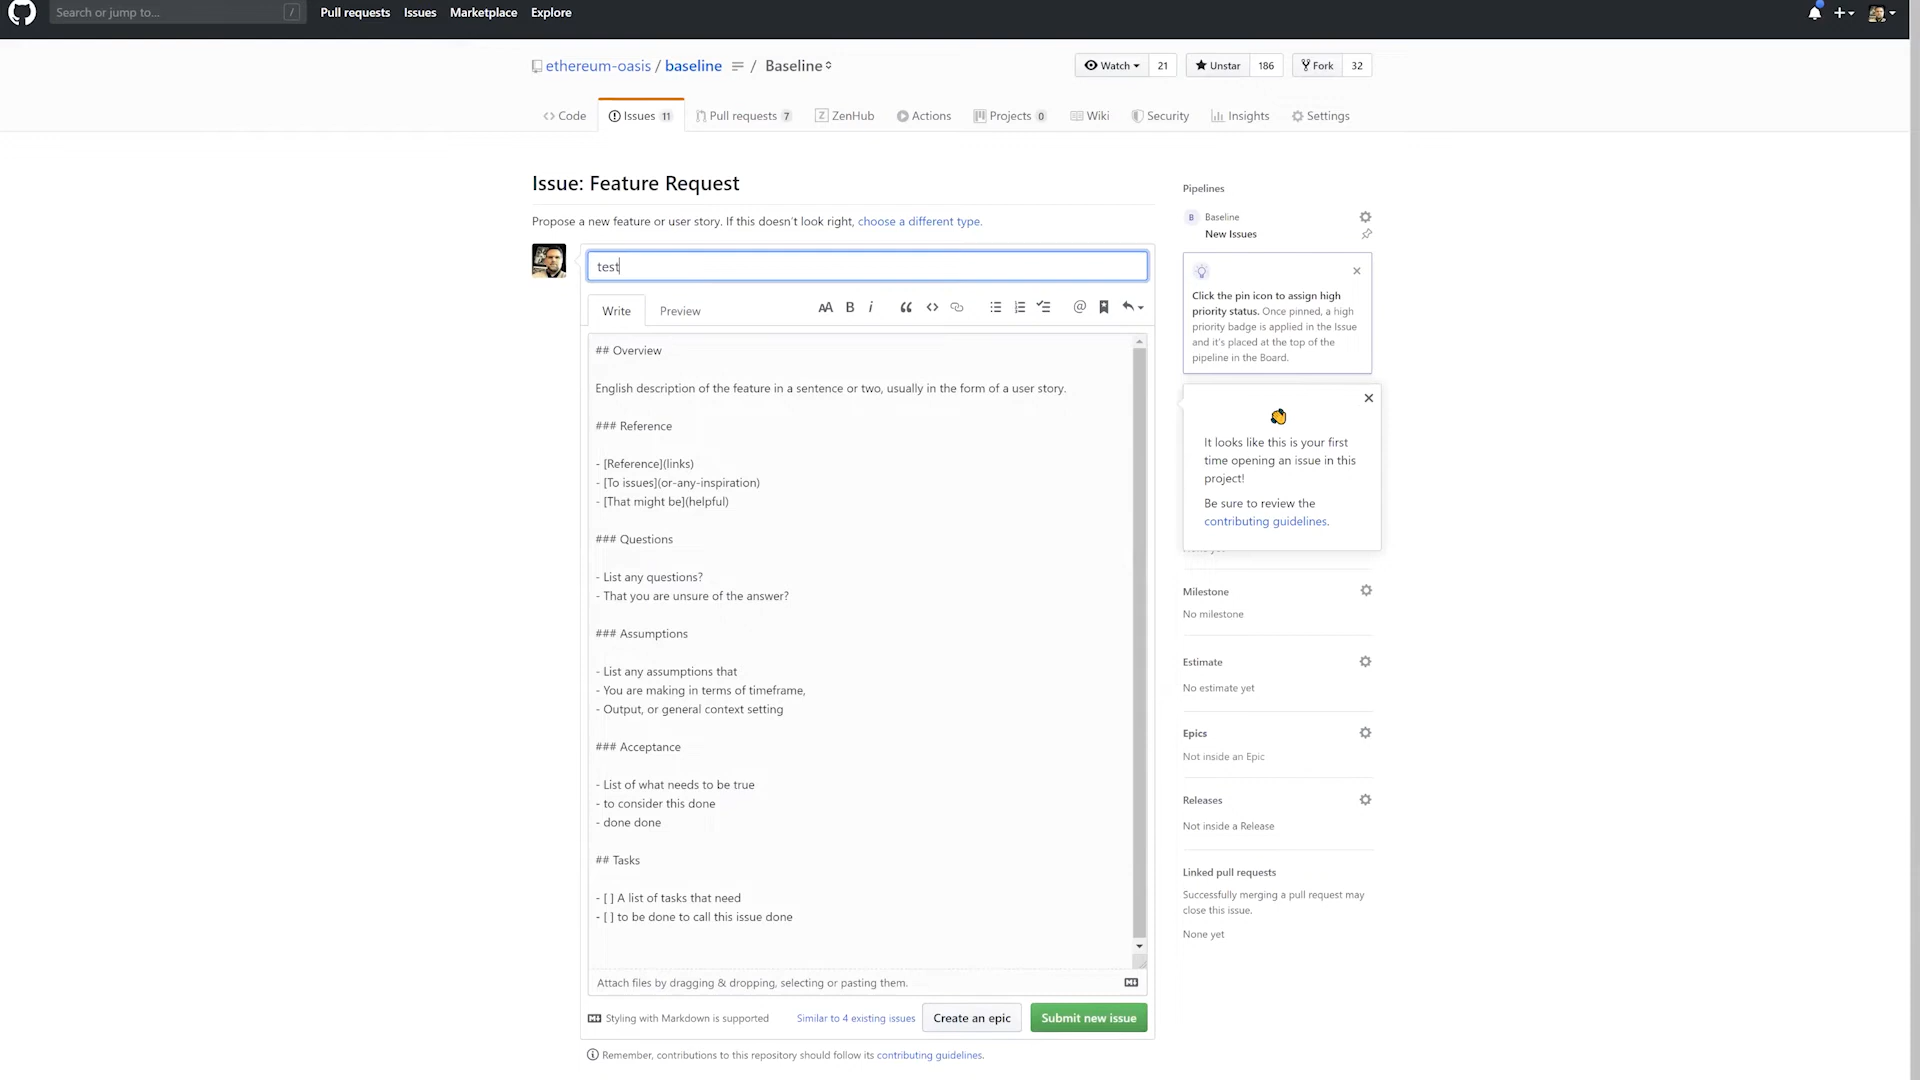 Search or jump to... /
Pull requests Issues Marketplace Explore
ethereum-oasis / baseline / Baseline
Watch 21 Unstar 186 Fork 32
Code Issues 11 Pull requests 7 ZenHub Actions Projects 0 Wiki Security Insights Settings
Issue: Feature Request
Propose a new feature or user story. If this doesn't look right, choose a different type.
test
Write Preview
## Overview
English description of the feature in a sentence or two, usually in the form of a user story.
### Reference
- [Reference](links)
- [To issues](or-any-inspiration)
- [That might be](helpful)
### Questions
- List any questions?
- That you are unsure of the answer?
### Assumptions
- List any assumptions that
- You are making in terms of timeframe,
- Output, or general context setting
### Acceptance
- List of what needs to be true
- to consider this done
- done done
## Tasks
- [ ] A list of tasks that need
- [ ] to be done to call this issue done
Attach files by dragging & dropping, selecting or pasting them.
Styling with Markdown is supported Similar to 4 existing issues Create an epic Submit new issue
Remember, contributions to this repository should follow its contributing guidelines.
Pipelines
B Baseline
New Issues
Click the pin icon to assign high
priority status. Once pinned, a high
priority badge is applied in the Issue
and it's placed at the top of the
pipeline in the Board.
It looks like this is your first
time opening an issue in this
project!
Be sure to review the
contributing guidelines.
Milestone
No milestone
Estimate
No estimate yet
Epics
Not inside an Epic
Releases
Not inside a Release
Linked pull requests
Successfully merging a pull request may
close this issue.
None yet